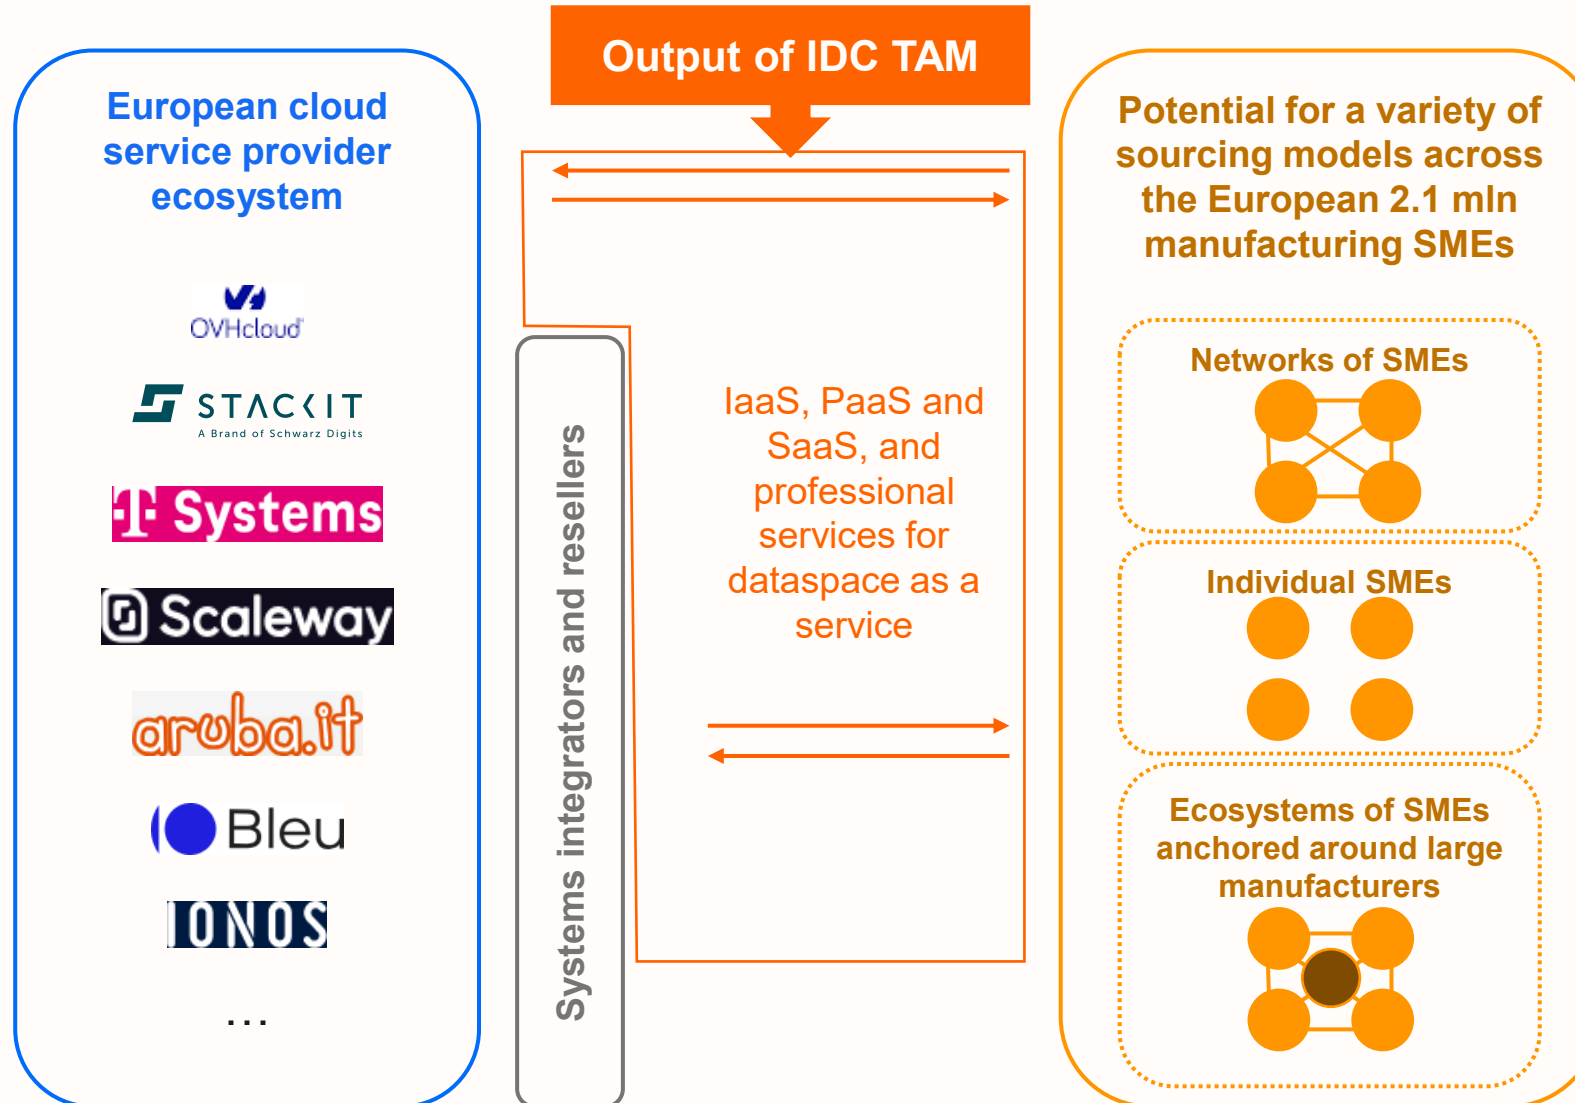 Output of IDC TAM
European cloud
service provider
ecosystem
OVHcloud
STACKIT
A Brand of Schwarz Digits
T Systems
Scaleway
aruba.it
Bleu
IONOS
...
Systems integrators and resellers
IaaS, PaaS and
SaaS, and
professional
services for
dataspace as a
service
Potential for a variety of
sourcing models across
the European 2.1 mln
manufacturing SMEs
Networks of SMEs
Individual SMEs
Ecosystems of SMEs
anchored around large
manufacturers